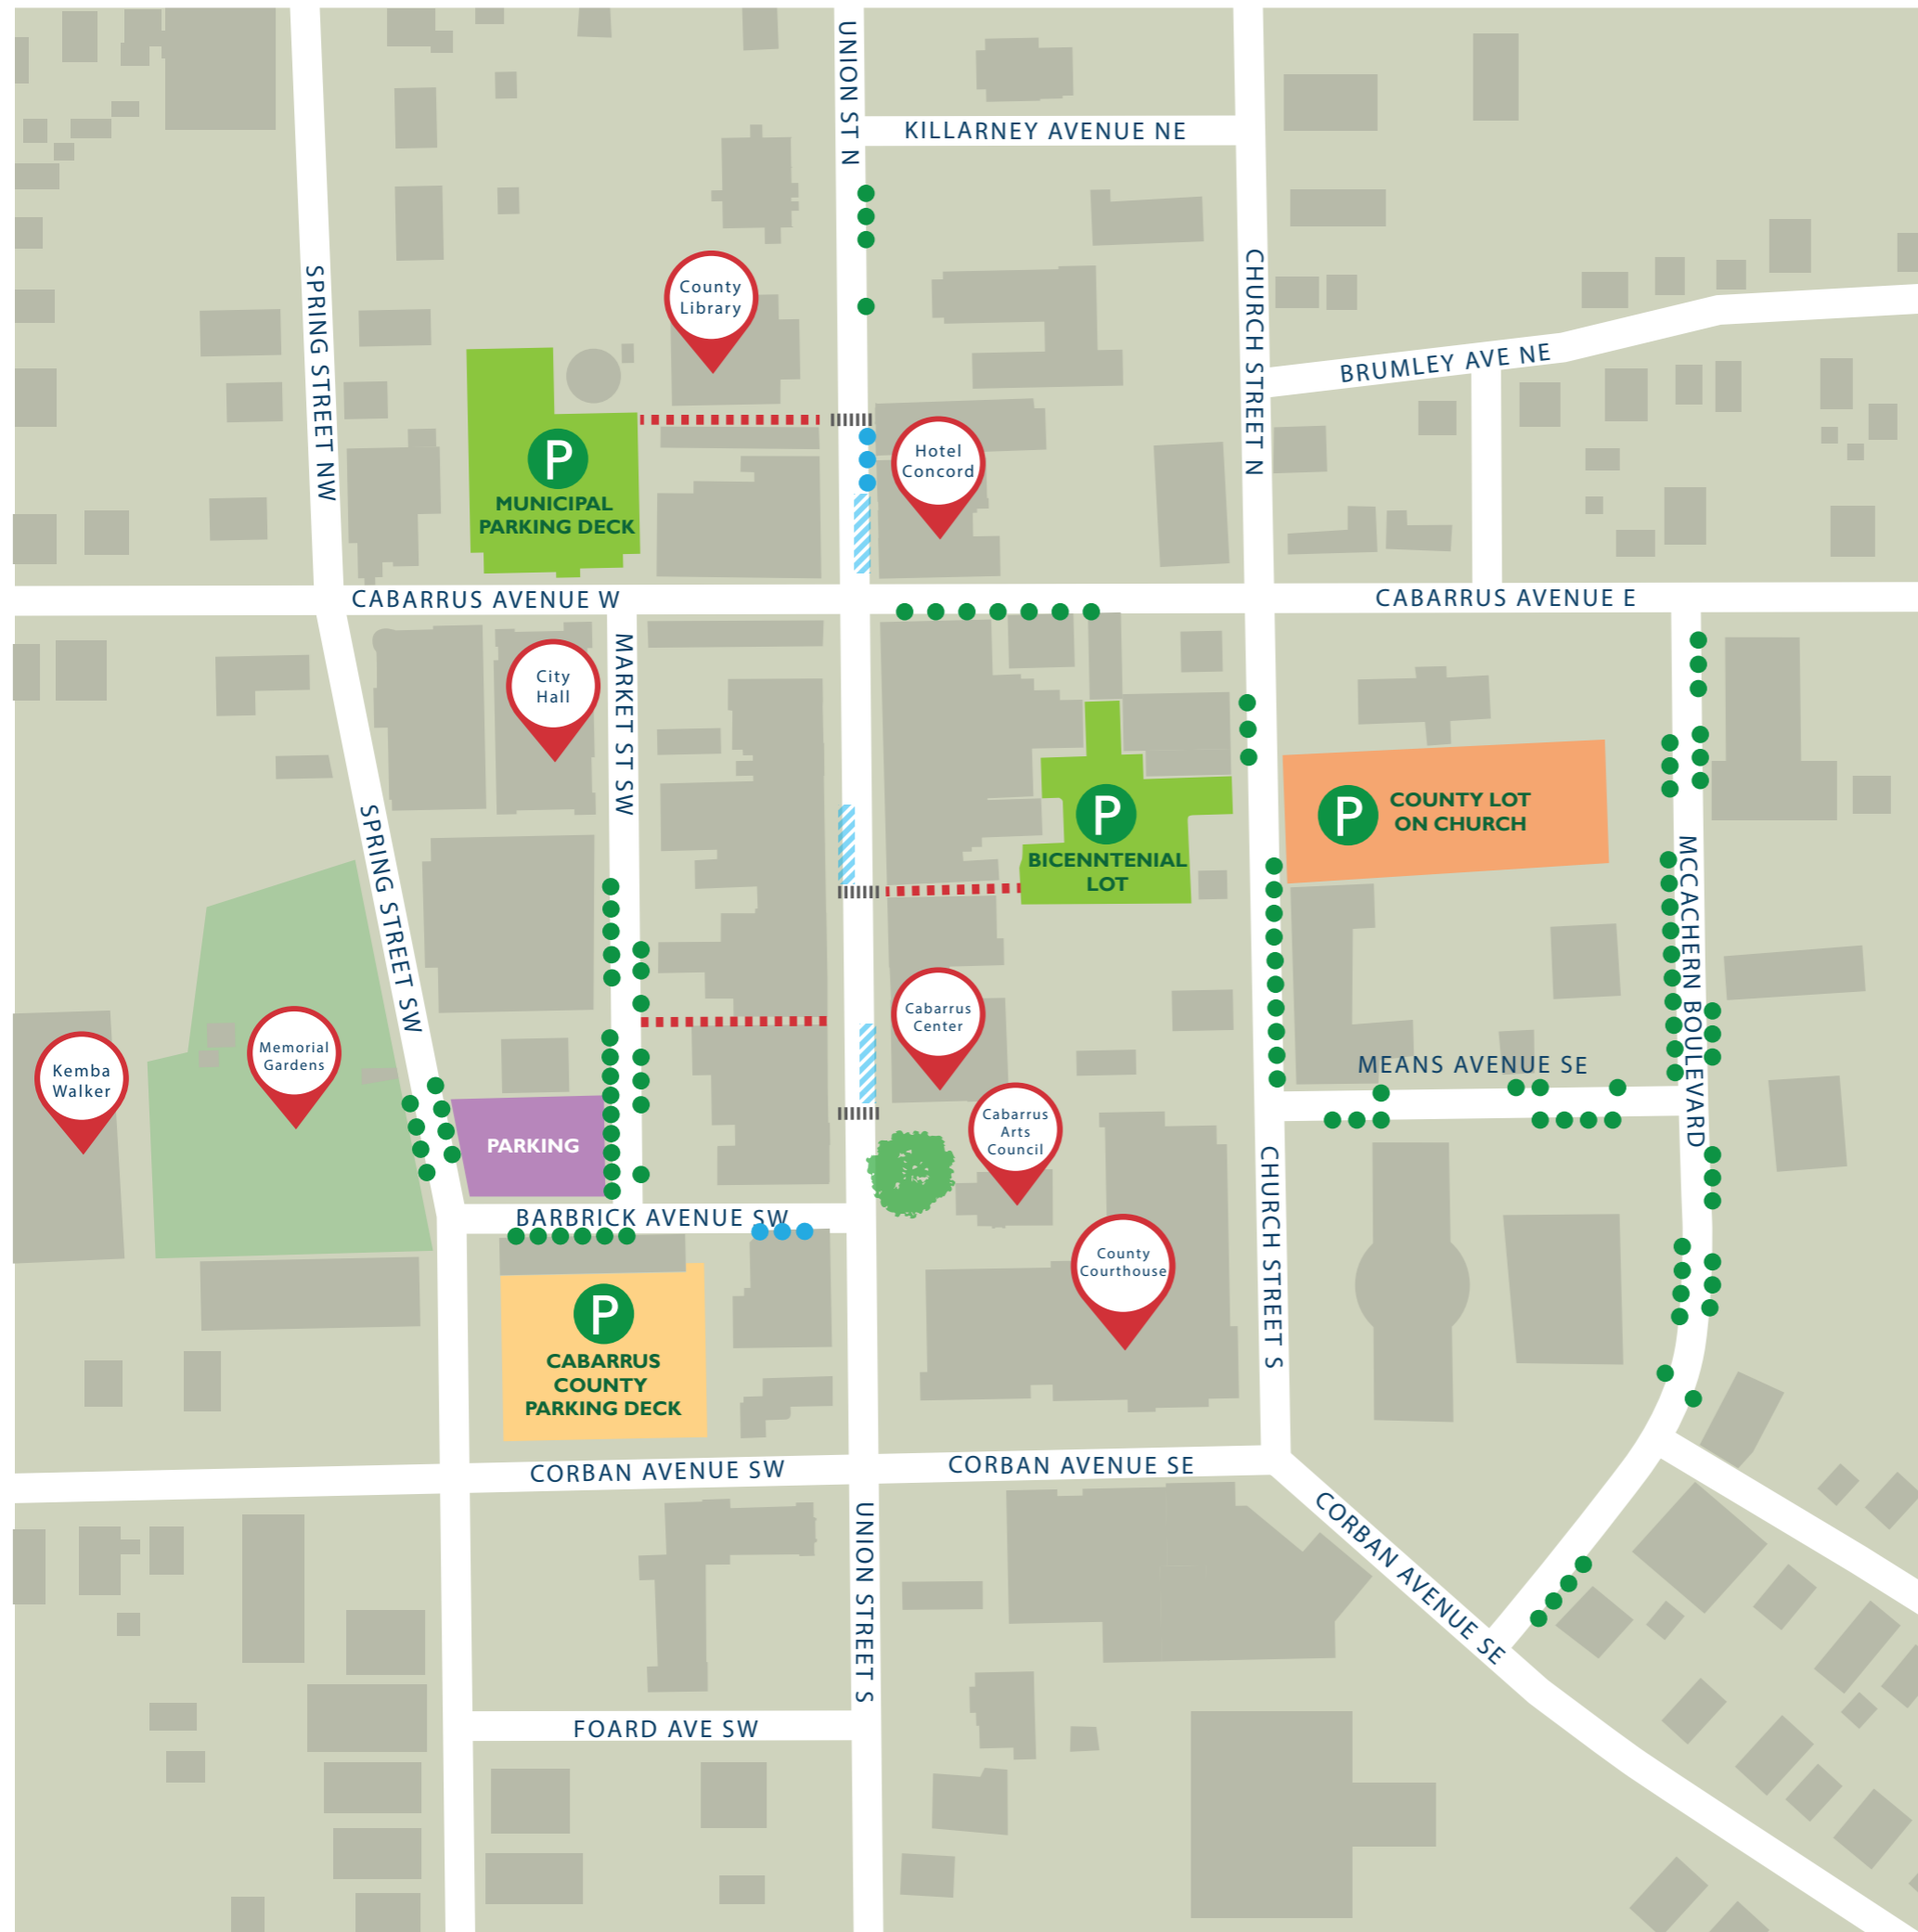 UNION ST N
KILLARNEY AVENUE NE
SPRING STREET NW
County
Library
CHURCH STREET N
BRUMLEY AVE NE
P
MUNICIPAL
PARKING DECK
Hotel
Concord
CABARRUS AVENUE W
CABARRUS AVENUE E
City
Hall
MARKET ST SW
P
BICENNTENIAL
LOT
P
COUNTY LOT
ON CHURCH
SPRING STREET SW
MCCACHERN BOULEVARD
Kemba
Walker
Memorial
Gardens
Cabarrus
Center
MEANS AVENUE SE
PARKING
Cabarrus
Arts
Council
BARBRICK AVENUE SW
CHURCH STREET S
County
Courthouse
P
CABARRUS
COUNTY
PARKING DECK
CORBAN AVENUE SW
CORBAN AVENUE SE
CORBAN AVENUE SE
UNION STREET S
FOARD AVE SW